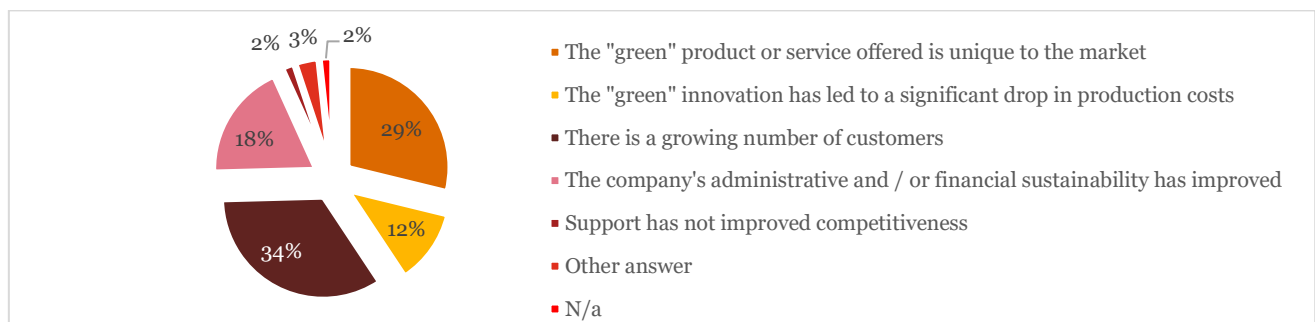 2%
3%
2%
29%
18%
12%
34%
The "green" product or service offered is unique to the market
The "green" innovation has led to a significant drop in production costs
There is a growing number of customers
The company's administrative and / or financial sustainability has improved
Support has not improved competitiveness
Other answer
N/a